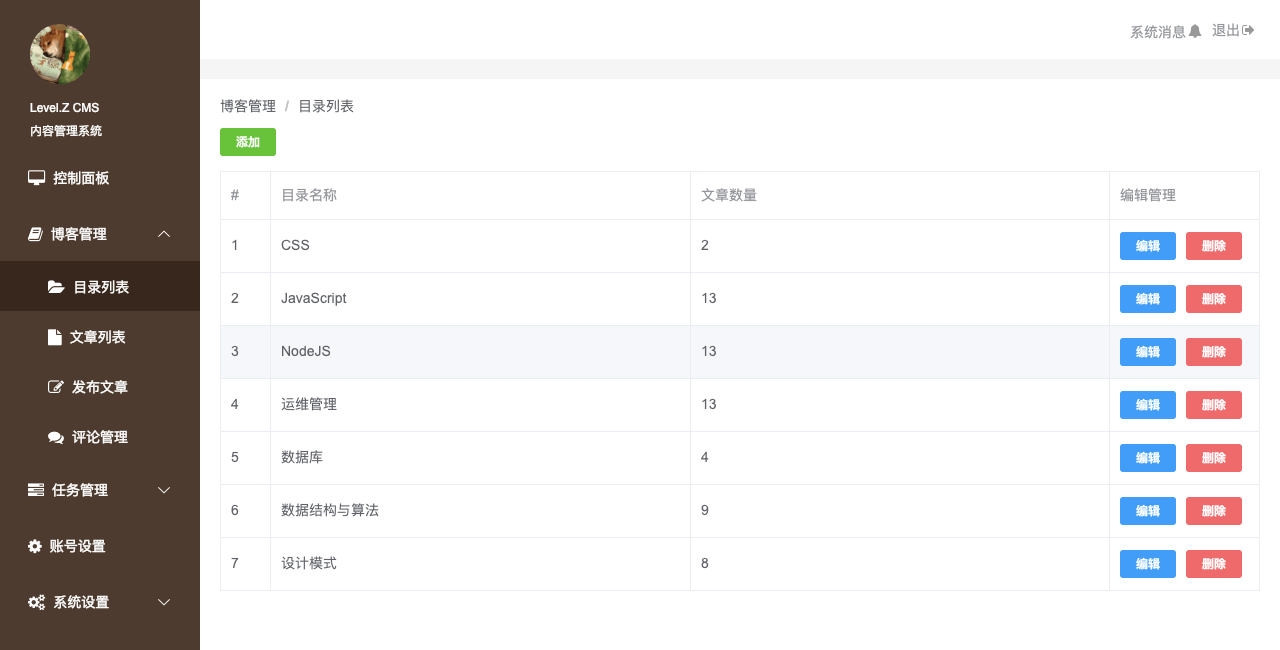 Level.Z CMS
内容管理系统
控制面板
博客管理
目录列表
文章列表
发布文章
评论管理
任务管理
账号设置
系统设置
系统消息 退出
博客管理 / 目录列表
添加
# 目录名称 文章数量 编辑管理
1 CSS 2 编辑 删除
2 JavaScript 13 编辑 删除
3 NodeJS 13 编辑 删除
4 运维管理 13 编辑 删除
5 数据库 4 编辑 删除
6 数据结构与算法 9 编辑 删除
7 设计模式 8 编辑 删除